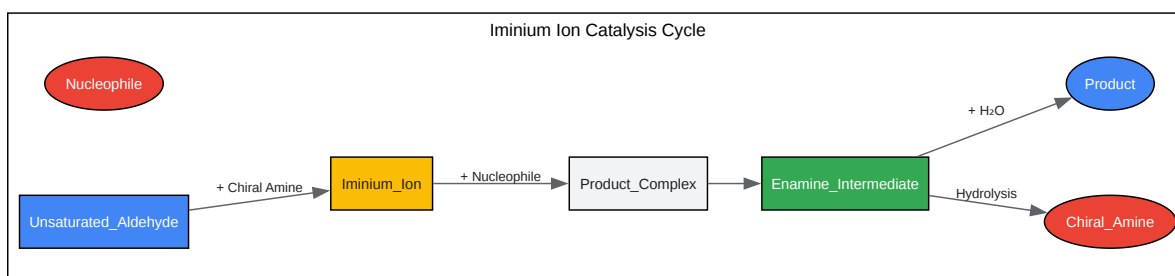 Iminium Ion Catalysis Cycle
Nucleophile
Product
+ H₂O
+ Chiral Amine
Iminium_Ion
+ Nucleophile
Product_Complex
Enamine_Intermediate
Hydrolysis
Unsaturated_Aldehyde
Chiral_Amine